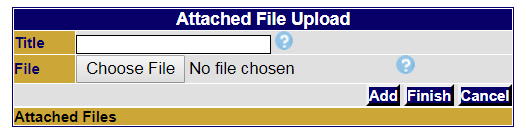 Attached File Upload
Title ?
File Choose File No file chosen ?
Add Finish Cancel
Attached Files